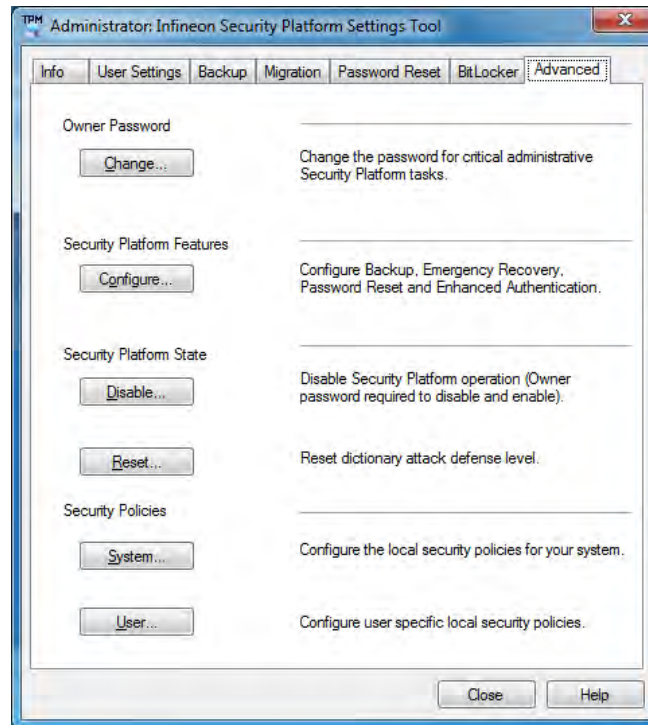 TPM
Administrator: Infineon Security Platform Settings Tool
Info User Settings Backup Migration Password Reset BitLocker Advanced
Owner Password
Change...
Change the password for critical administrative
Security Platform tasks.
Security Platform Features
Configure...
Configure Backup, Emergency Recovery,
Password Reset and Enhanced Authentication.
Security Platform State
Disable...
Disable Security Platform operation (Owner
password required to disable and enable).
Reset...
Reset dictionary attack defense level.
Security Policies
System...
Configure the local security policies for your system.
User...
Configure user specific local security policies.
Close Help